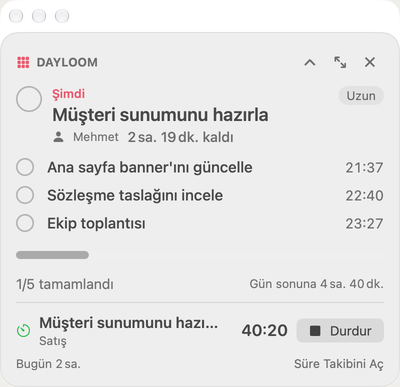 DAYLOOM
Şimdi
Uzun
Müşteri sunumunu hazırla
Mehmet 2 sa. 19 dk. kaldı
Ana sayfa banner'ını güncelle 21:37
Sözleşme taslağını incele 22:40
Ekip toplantısı 23:27
1/5 tamamlandı Gün sonuna 4 sa. 40 dk.
Müşteri sunumunu hazı... 40:20 Durdur
Satış
Bugün 2 sa. Süre Takibini Aç